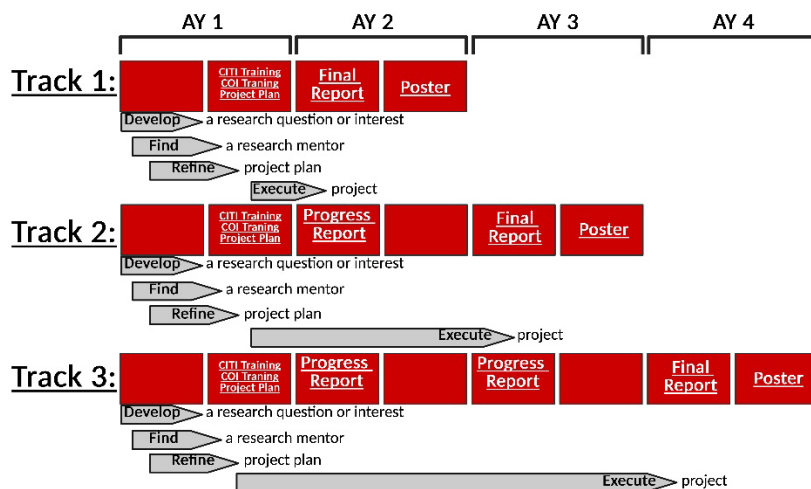 AY 1 AY 2 AY 3 AY 4
Track 1:
CITI Training
COI Traning
Project Plan
Final
Report
Poster
Develop a research question or interest
Find a research mentor
Refine project plan
Execute project
Track 2:
CITI Training
COI Traning
Project Plan
Progress
Report
Final
Report
Poster
Develop a research question or interest
Find a research mentor
Refine project plan
Execute project
Track 3:
CITI Training
COI Traning
Project Plan
Progress
Report
Progress
Report
Final
Report
Poster
Develop a research question or interest
Find a research mentor
Refine project plan
Execute project